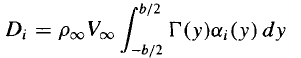 D_i = ρ_∞ V_∞ ∫_{-b/2}^{b/2} Γ(y)α_i(y) dy